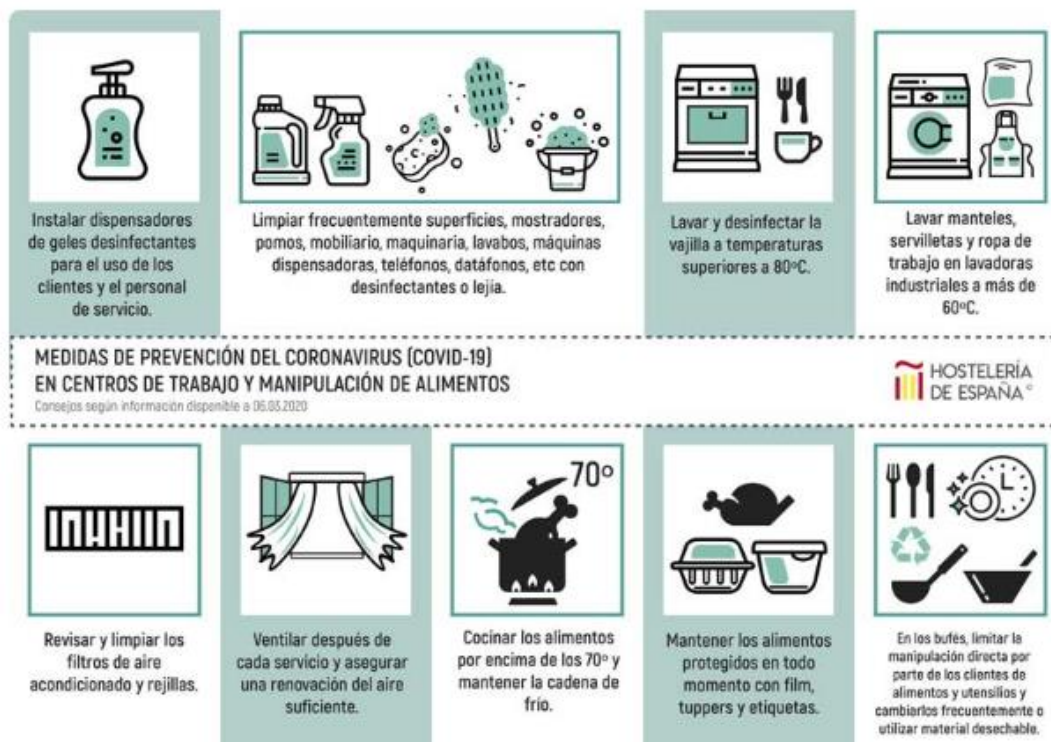 Instalar dispensadores
de geles desinfectantes
para el uso de los
clientes y el personal
de servicio.
Limpiar frecuentemente superficies, mostradores,
pomos, mobiliario, maquinaria, lavabos, máquinas
dispensadoras, teléfonos, datáfonos, etc con
desinfectantes o lejía.
Lavar y desinfectar la
vajilla a temperaturas
superiores a 80ºC.
Lavar manteles,
servilletas y ropa de
trabajo en lavadoras
industriales a más de
60ºC.
MEDIDAS DE PREVENCIÓN DEL CORONAVIRUS (COVID-19)
EN CENTROS DE TRABAJO Y MANIPULACIÓN DE ALIMENTOS
Consejos según información disponible a 06.03.2020
HOSTELERÍA
DE ESPAÑA ©
Revisar y limpiar los
filtros de aire
acondicionado y rejillas.
Ventilar después de
cada servicio y asegurar
una renovación del aire
suficiente.
70º
Cocinar los alimentos
por encima de los 70º y
mantener la cadena de
frío.
Mantener los alimentos
protegidos en todo
momento con film,
tuppers y etiquetas.
En los bufés, limitar la
manipulación directa por
parte de los clientes de
alimentos y utensilios y
cambiarlos frecuentemente o
utilizar material desechable.